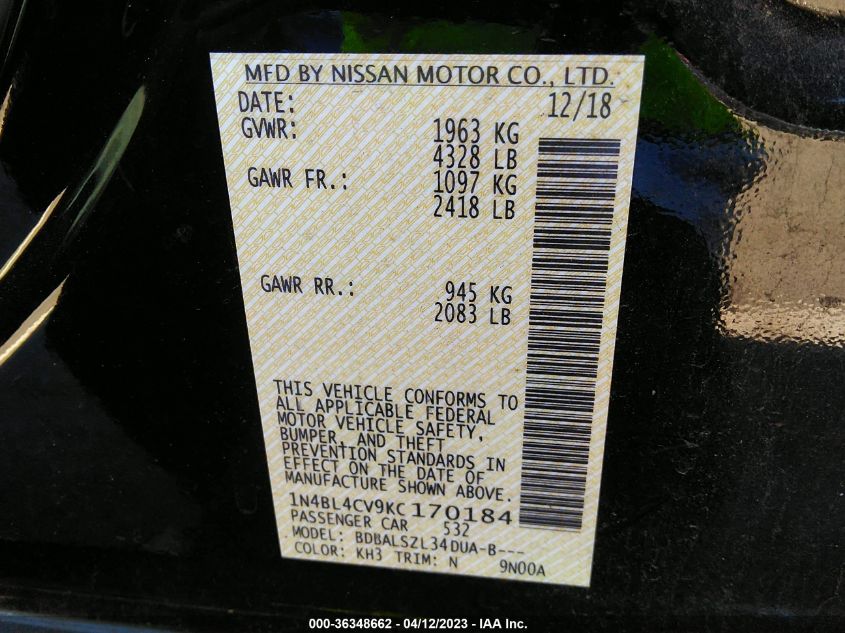 MFD BY NISSAN MOTOR CO., LTD.
DATE: 12/18
GVWR: 1963 KG
4328 LB
GAWR FR.: 1097 KG
2418 LB
GAWR RR.: 945 KG
2083 LB
THIS VEHICLE CONFORMS TO
ALL APPLICABLE FEDERAL
MOTOR VEHICLE SAFETY,
BUMPER, AND THEFT
PREVENTION STANDARDS IN
EFFECT ON THE DATE OF
MANUFACTURE SHOWN ABOVE.
1N4BL4CV9KC170184
PASSENGER CAR 532
MODEL: BDBALSZL34DUA-B---
COLOR: KH3 TRIM: N 9N00A
000-36348662 - 04/12/2023 - IAA Inc.